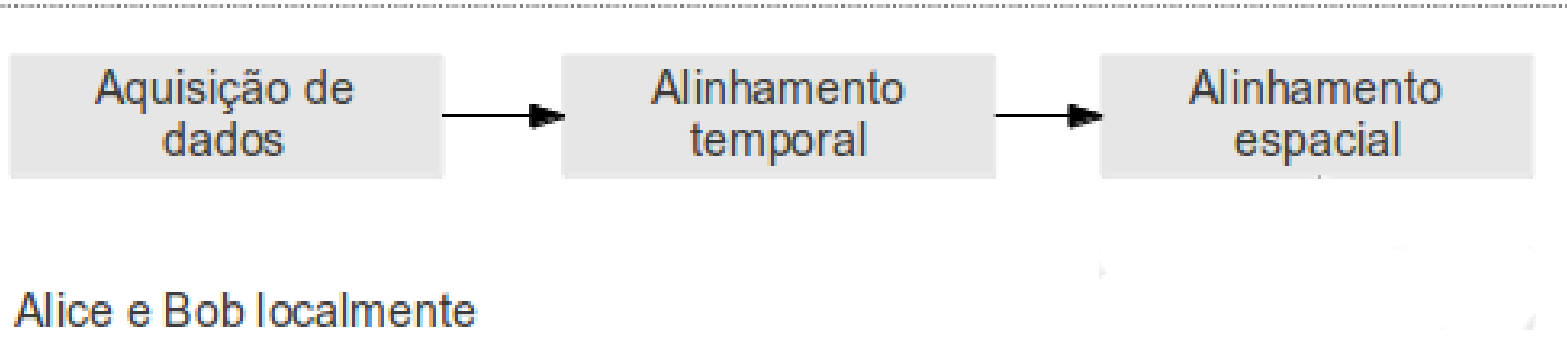 Aquisição de
dados
Alinhamento
temporal
Alinhamento
espacial
Alice e Bob localmente